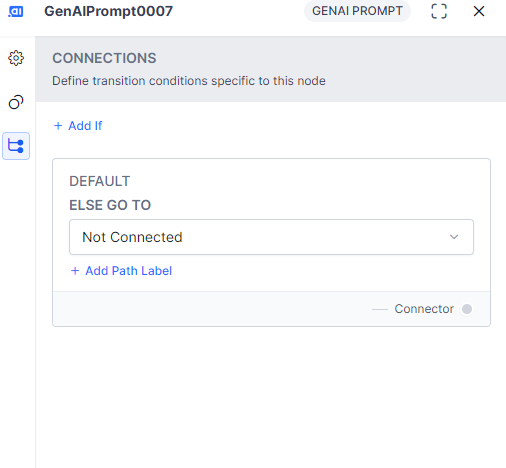 .ai GenAIPrompt0007 GENAI PROMPT
CONNECTIONS
Define transition conditions specific to this node
+ Add If
DEFAULT
ELSE GO TO
Not Connected
+ Add Path Label
Connector